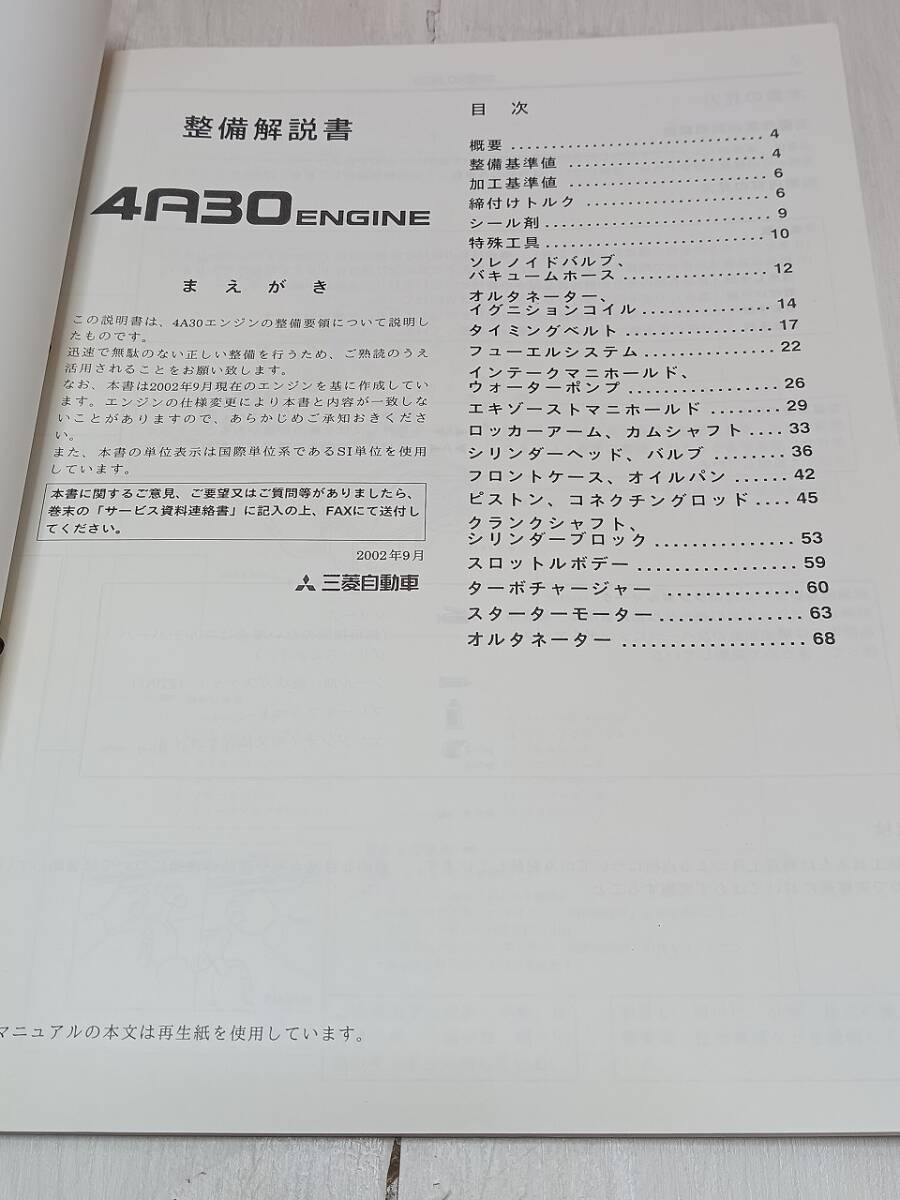 整備解説書
4A30 ENGINE
まえがき
この説明書は、4A30エンジンの整備要領について説明し
たものです。
迅速で無駄のない正しい整備を行うため、ご熟読のうえ
活用されることをお願い致します。
なお、本書は2002年9月現在のエンジンを基に作成してい
ます。エンジンの仕様変更により本書と内容が一致しな
いことがありますので、あらかじめご承知おきくださ
い。
また、本書の単位表示は国際単位系であるSI単位を使用
しています。
本書に関するご意見、ご要望又はご質問等がありましたら、
巻末の「サービス資料連絡書」に記入の上、FAXにて送付し
てください。
2002年9月
三菱自動車
目次
概要 ................................ 4
整備基準値 ......................... 4
加工基準値 ......................... 6
締付けトルク ....................... 6
シール剤 ........................... 9
特殊工具 ........................... 10
ソレノイドバルブ、
バキュームホース ................. 12
オルタネーター、
イグニションコイル ............... 14
タイミングベルト ................. 17
フューエルシステム ............... 22
インテークマニホールド、
ウォーターポンプ ................. 26
エキゾーストマニホールド ........ 29
ロッカーアーム、カムシャフト .... 33
シリンダーヘッド、バルブ ........ 36
フロントケース、オイルパン ...... 42
ピストン、コネクチングロッド .... 45
クランクシャフト、
シリンダーブロック ............... 53
スロットルボデー ................. 59
ターボチャージャー .............. 60
スターターモーター ............... 63
オルタネーター ................... 68
マニュアルの本文は再生紙を使用しています。